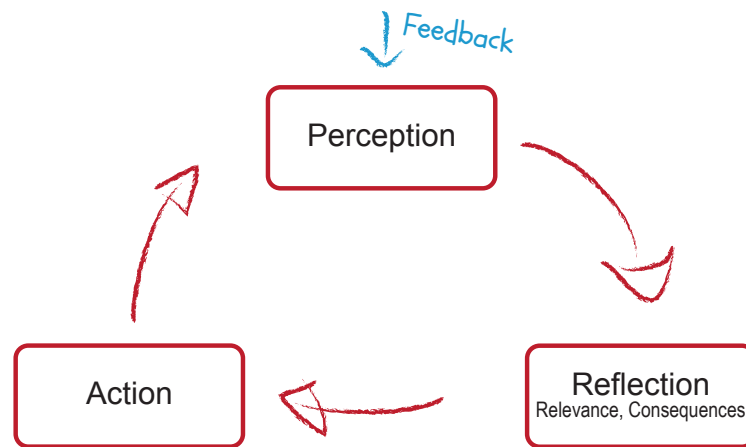 Feedback
Perception
Reflection
Relevance, Consequences
Action